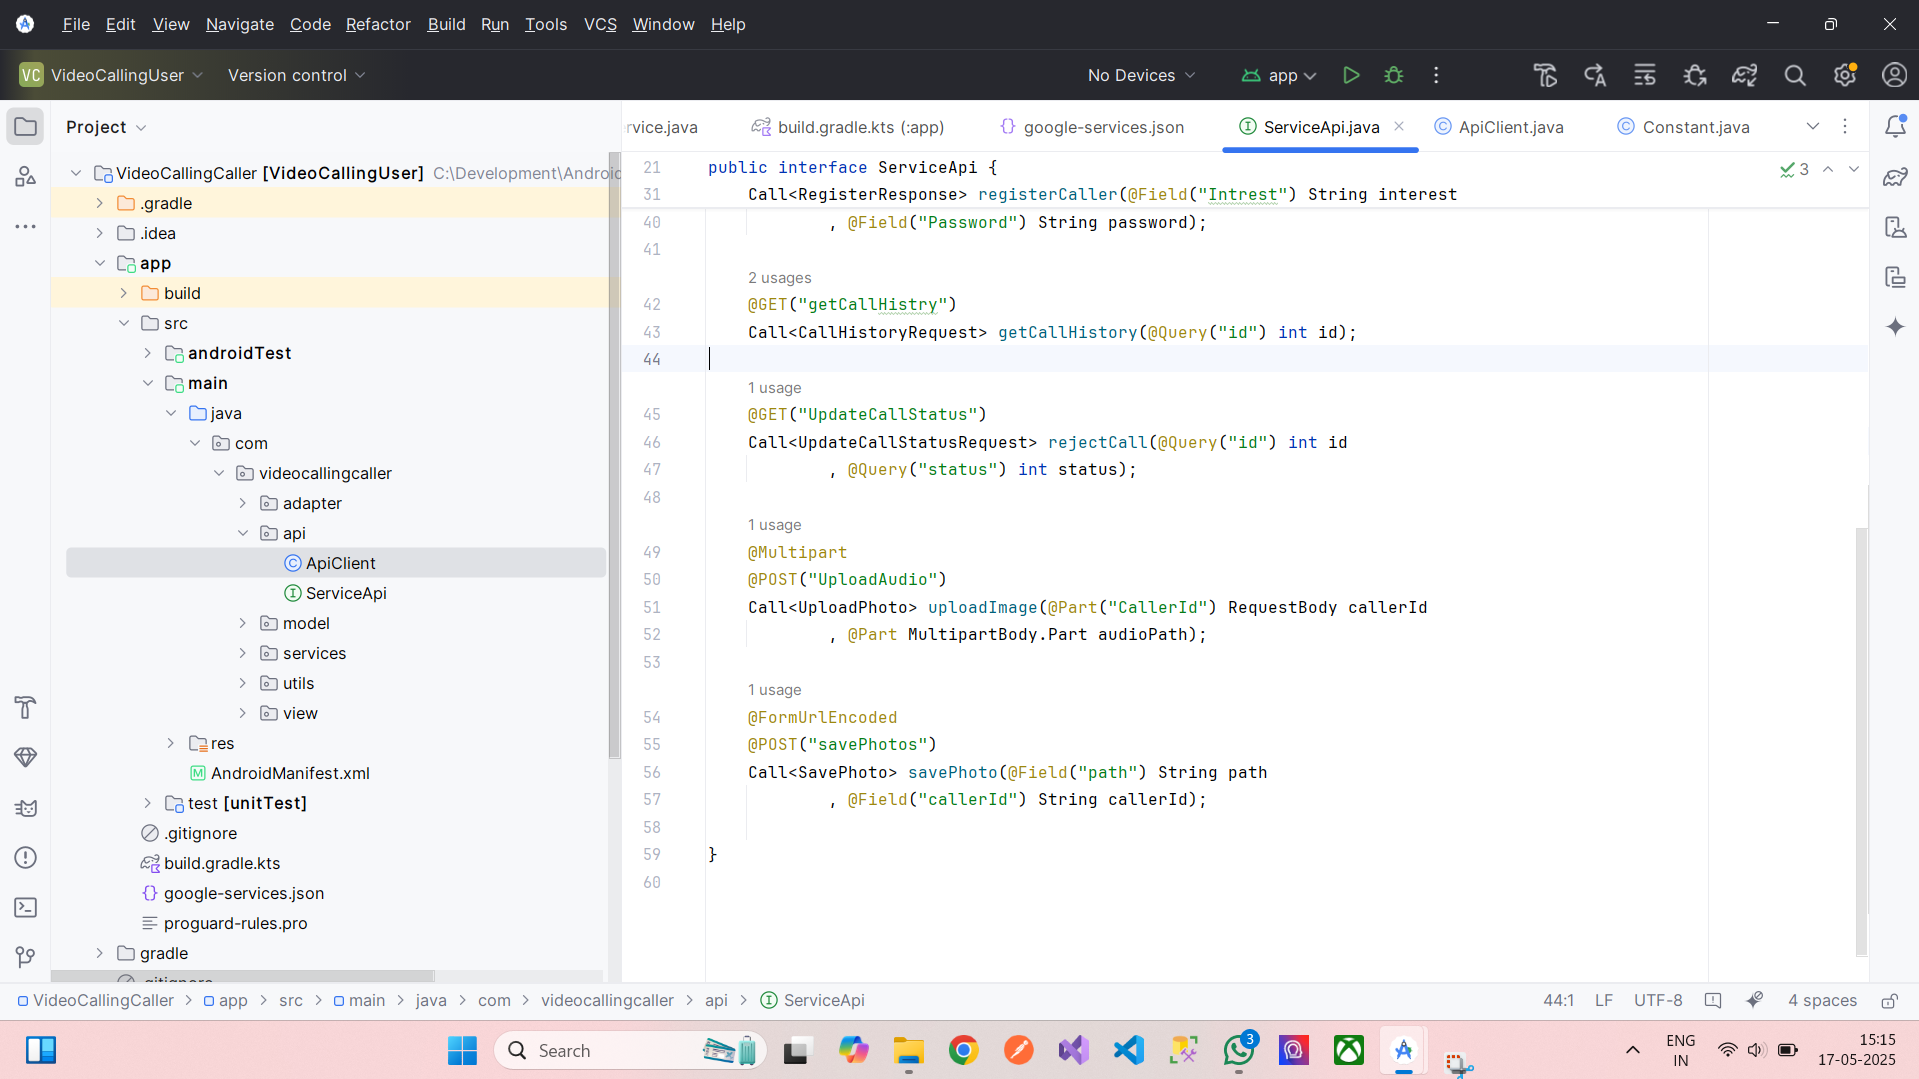 File Edit View Navigate Code Refactor Build Run Tools VCS Window Help
VC VideoCallingUser Version control No Devices app
Project
rvice.java build.gradle.kts (:app) google-services.json ServiceApi.java ApiClient.java Constant.java
VideoCallingCaller [VideoCallingUser] C:\Development\Android
.gradle
.idea
app
build
src
androidTest
main
java
com
videocallingcaller
adapter
api
ApiClient
ServiceApi
model
services
utils
view
res
AndroidManifest.xml
test [unitTest]
.gitignore
build.gradle.kts
google-services.json
proguard-rules.pro
gradle
.gitignore
3
21 public interface ServiceApi {
31 Call<RegisterResponse> registerCaller(@Field("Intrest") String interest
40 , @Field("Password") String password);
41
2 usages
42 @GET("getCallHistry")
43 Call<CallHistoryRequest> getCallHistory(@Query("id") int id);
44
1 usage
45 @GET("UpdateCallStatus")
46 Call<UpdateCallStatusRequest> rejectCall(@Query("id") int id
47 , @Query("status") int status);
48
1 usage
49 @Multipart
50 @POST("UploadAudio")
51 Call<UploadPhoto> uploadImage(@Part("CallerId") RequestBody callerId
52 , @Part MultipartBody.Part audioPath);
53
1 usage
54 @FormUrlEncoded
55 @POST("savePhotos")
56 Call<SavePhoto> savePhoto(@Field("path") String path
57 , @Field("callerId") String callerId);
58
59 }
60
VideoCallingCaller > app > src > main > java > com > videocallingcaller > api > ServiceApi 44:1 LF UTF-8 4 spaces
Search
3
ENG
IN
15:15
17-05-2025